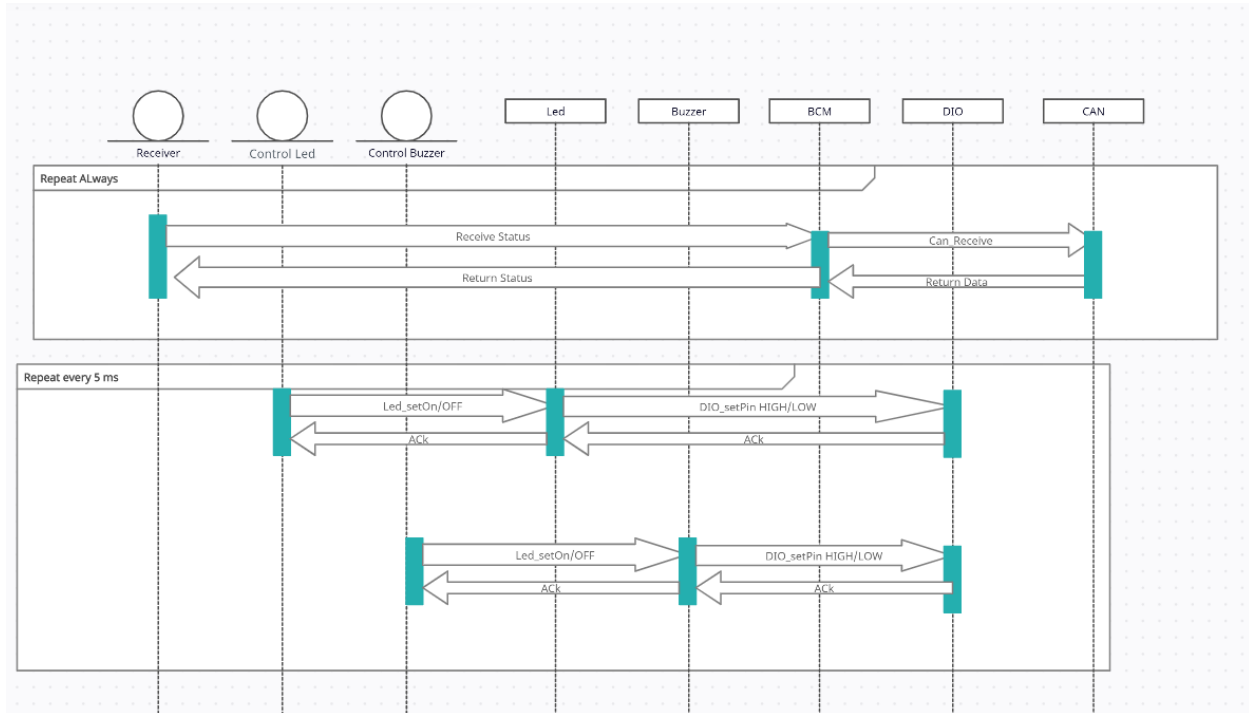 Led
Buzzer
BCM
DIO
CAN
Receiver
Control Led
Control Buzzer
Repeat ALways
Receive Status
Can_Receive
Return Status
Return Data
Repeat every 5 ms
Led_setOn/OFF
DIO_setPin HIGH/LOW
ACk
ACk
Led_setOn/OFF
DIO_setPin HIGH/LOW
ACk
ACk